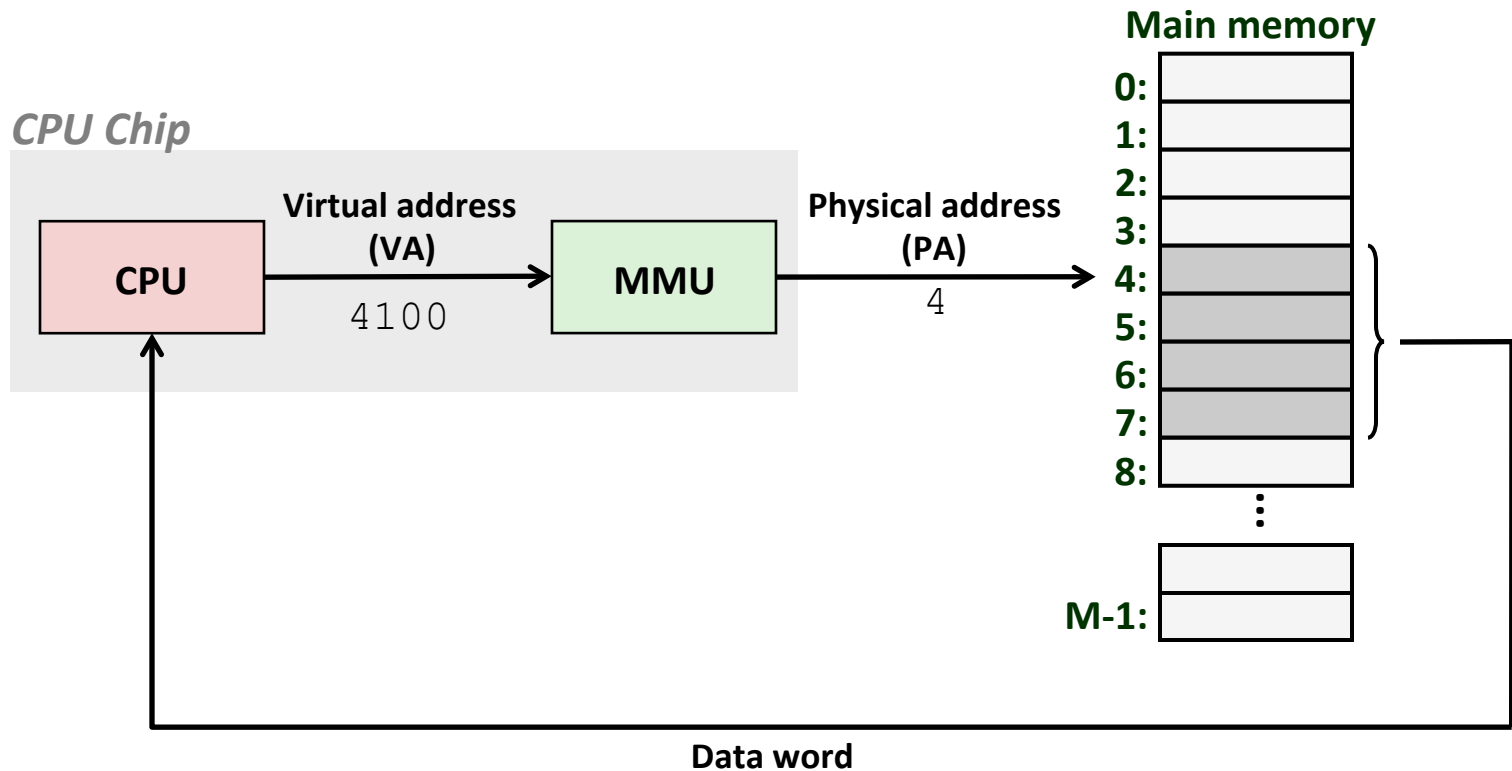 Main memory
CPU Chip
0:
1:
2:
3:
4:
5:
6:
7:
8:
...
M-1:
Virtual address
(VA)
4100
CPU
MMU
Physical address
(PA)
4
Data word